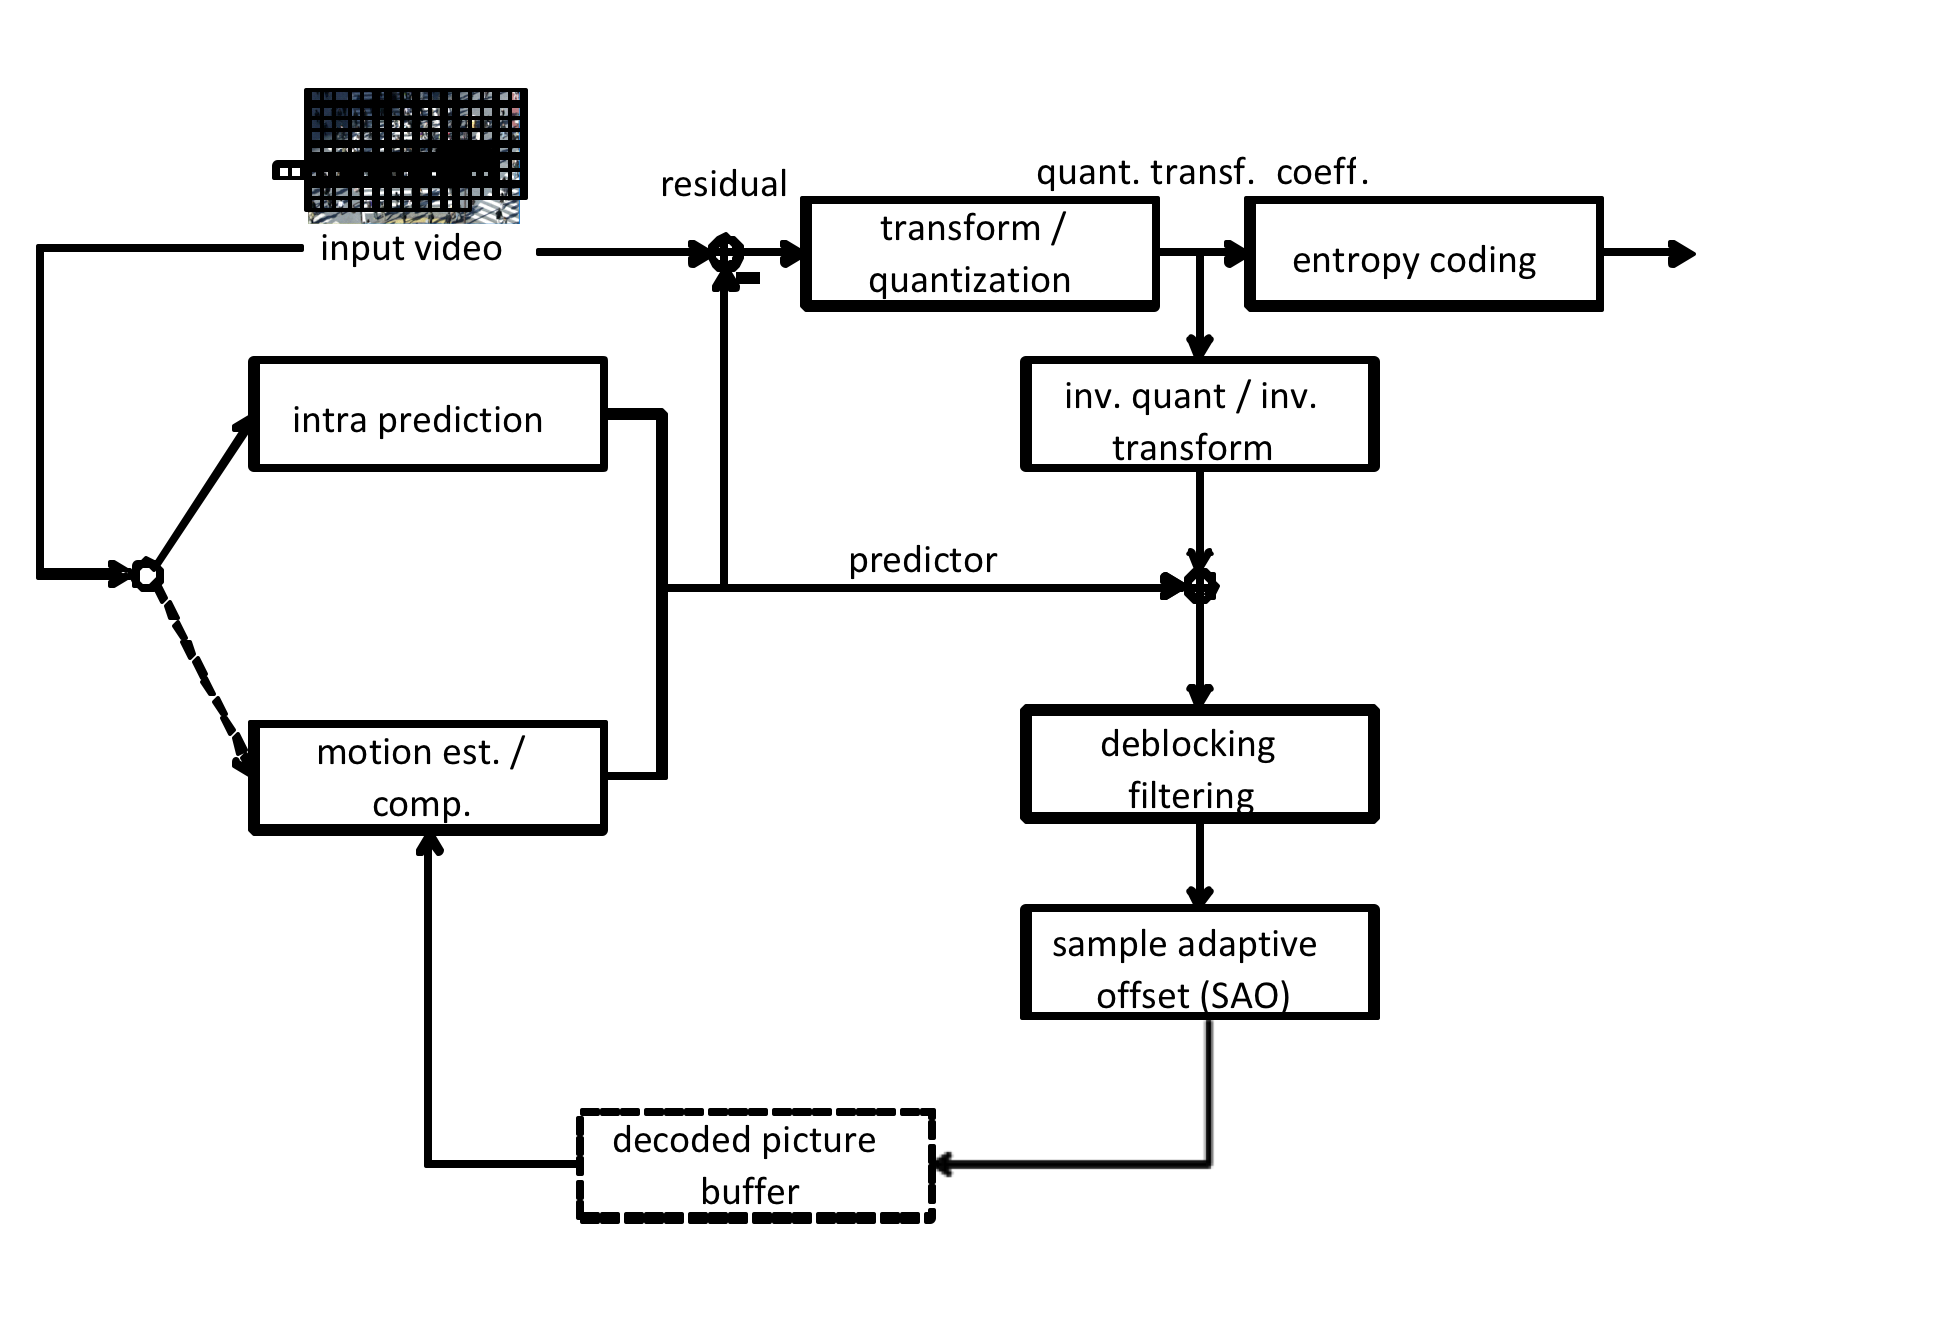 residual
quant. transf.  coeff.
input video
transform /
quantization
entropy coding
intra prediction
inv. quant / inv.
transform
predictor
motion est. /
comp.
deblocking
filtering
sample adaptive
offset (SAO)
decoded picture
buffer